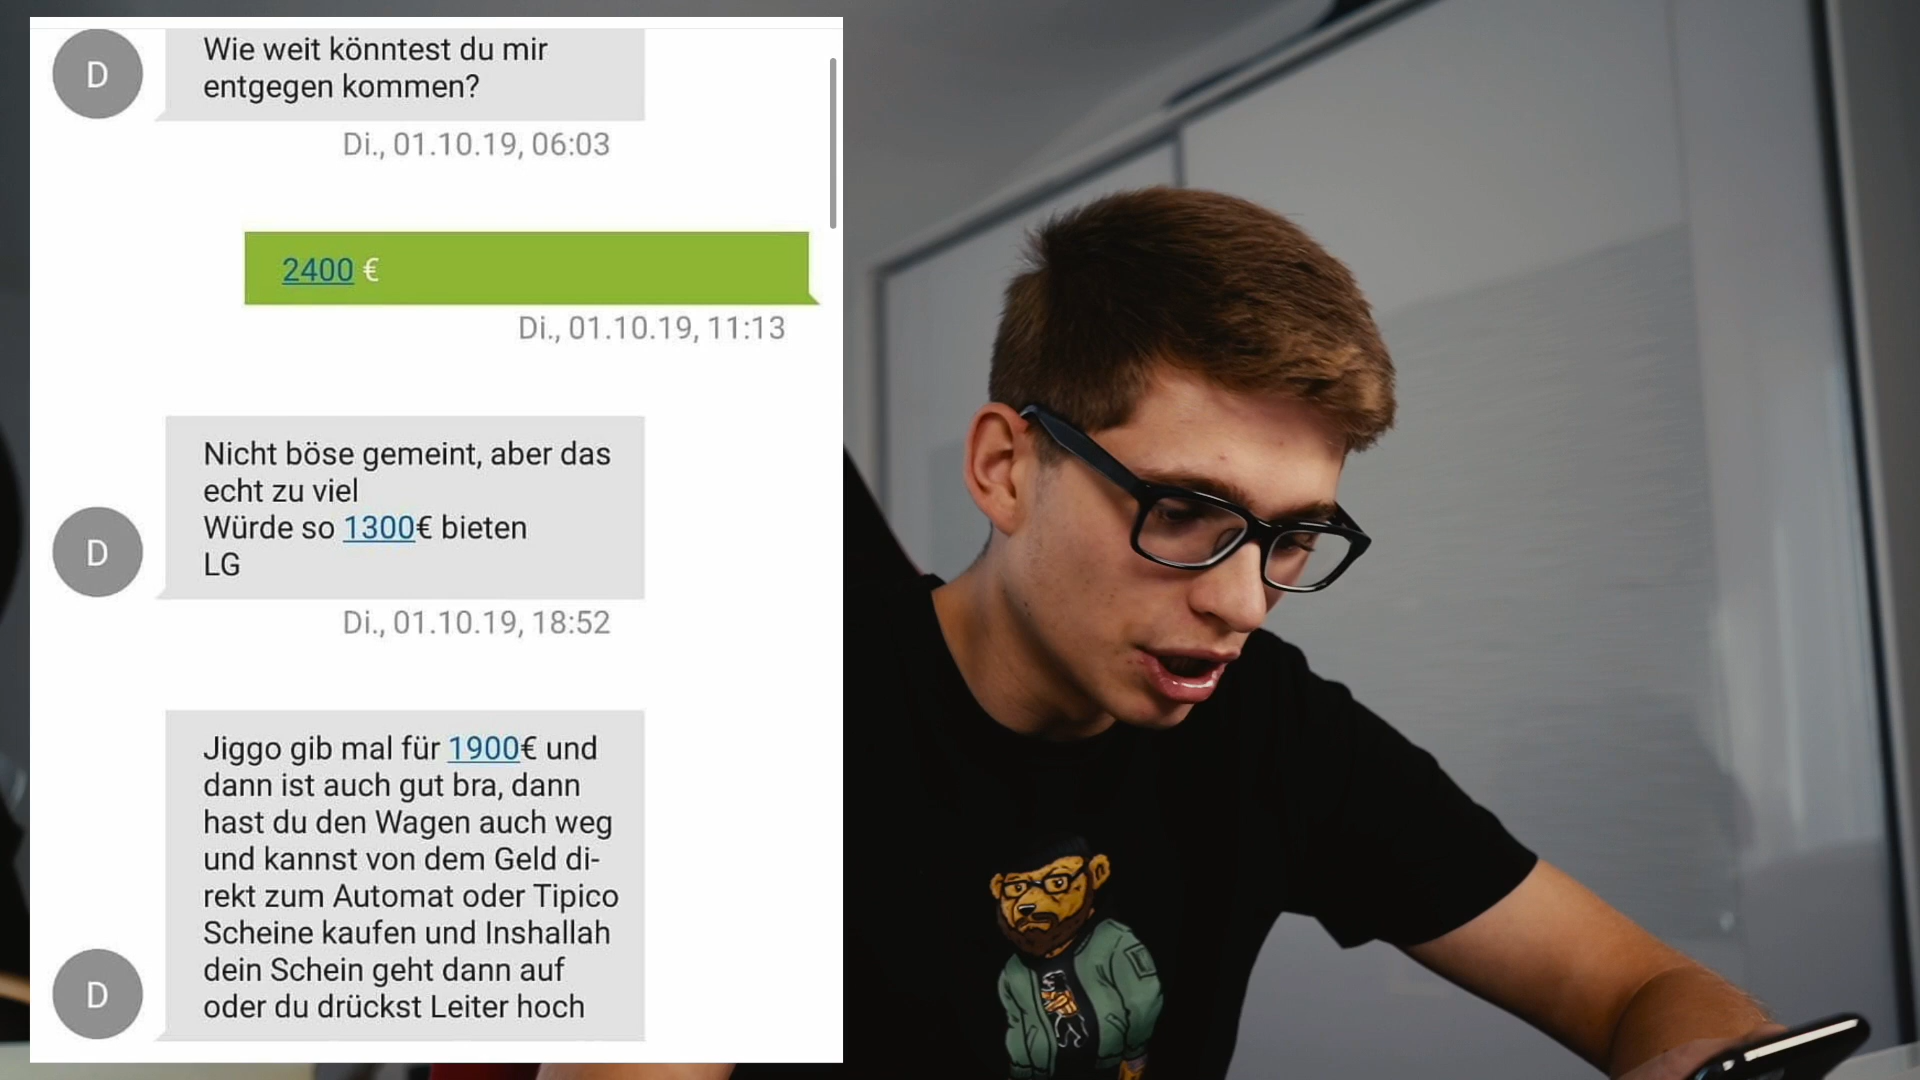 D
Wie weit könntest du mir
entgegen kommen?
Di., 01.10.19, 06:03
2400 €
Di., 01.10.19, 11:13
Nicht böse gemeint, aber das
echt zu viel
Würde so 1300€ bieten
LG
D
Di., 01.10.19, 18:52
Jiggo gib mal für 1900€ und
dann ist auch gut bra, dann
hast du den Wagen auch weg
und kannst von dem Geld di-
rekt zum Automat oder Tipico
Scheine kaufen und Inshallah
dein Schein geht dann auf
oder du drückst Leiter hoch
D